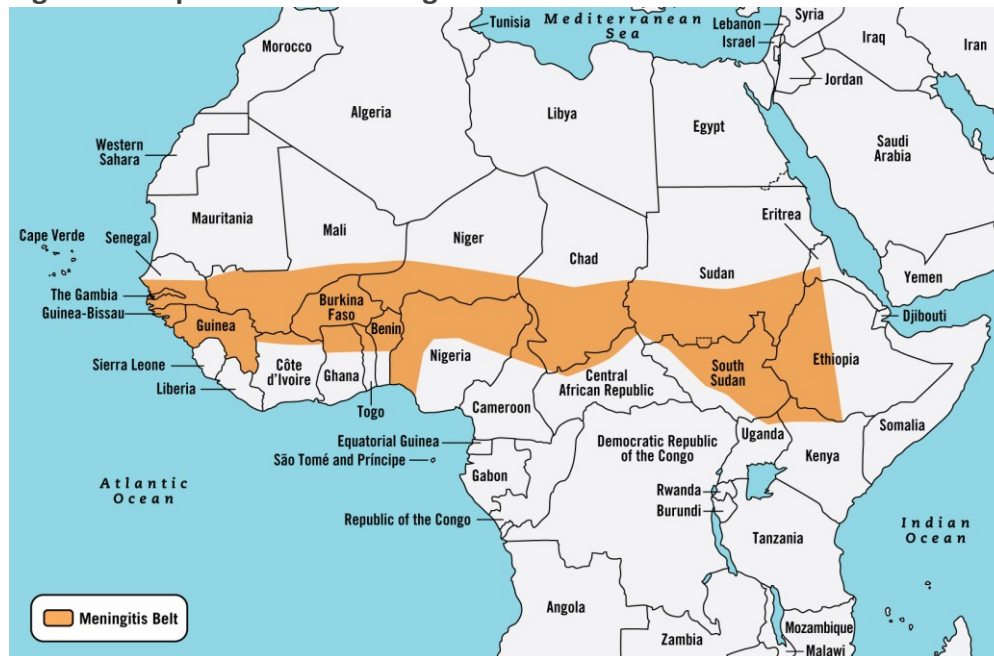 Mediterranean
Sea
Tunisia
Lebanon
Syria
Israel
Iraq
Iran
Morocco
Jordan
Algeria
Libya
Egypt
Western
Sahara
Saudi
Arabia
Mauritania
Mali
Niger
Chad
Sudan
Eritrea
Yemen
Cape Verde
Senegal
The Gambia
Guinea-Bissau
Guinea
Burkina
Faso
Benin
Djibouti
Sierra Leone
Liberia
Côte
d'Ivoire
Ghana
Togo
Nigeria
Cameroon
Central
African Republic
South
Sudan
Ethiopia
Somalia
Equatorial Guinea
São Tomé and Príncipe
Gabon
Republic of the Congo
Democratic Republic
of the Congo
Uganda
Kenya
Rwanda
Burundi
Tanzania
Atlantic
Ocean
Indian
Ocean
Angola
Zambia
Mozambique
Malawi
Meningitis Belt